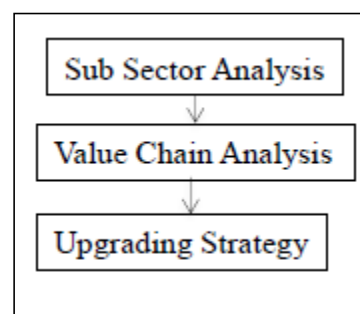 Sub Sector Analysis
Value Chain Analysis
Upgrading Strategy